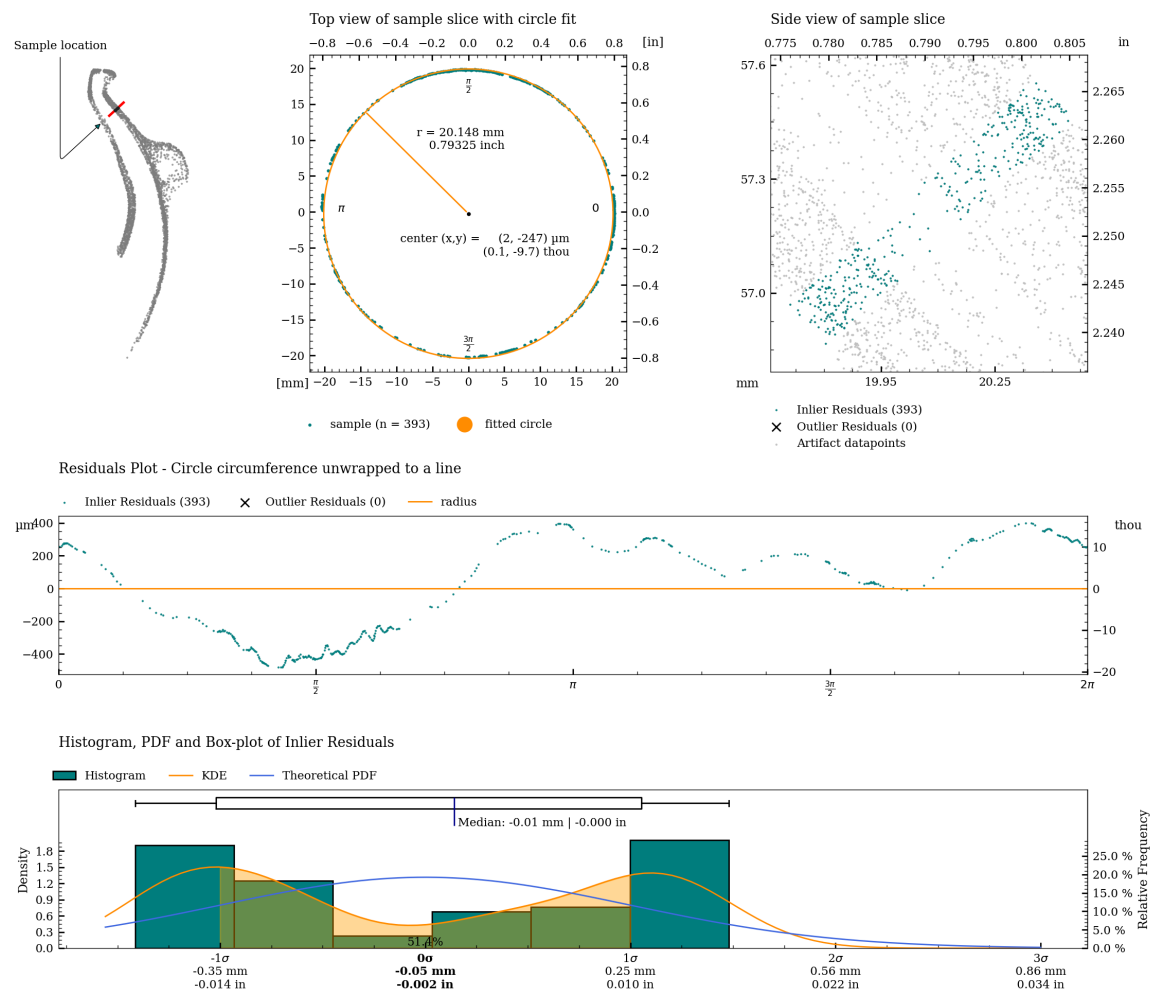 Sample location
Top view of sample slice with circle fit
−0.8 −0.6 −0.4 −0.2 0.0 0.2 0.4 0.6 0.8 [in]
20
15
10
5
0
−5
−10
−15
−20
0.8
0.6
0.4
0.2
0.0
−0.2
−0.4
−0.6
−0.8
π/2
r = 20.148 mm
0.79325 inch
π
0
center (x,y) = (2, -247) µm
(0.1, -9.7) thou
3π/2
[mm] −20 −15 −10 −5 0 5 10 15 20
sample (n = 393) fitted circle
Side view of sample slice
0.775 0.780 0.785 0.790 0.795 0.800 0.805 in
57.6
57.3
57.0
2.265
2.260
2.255
2.250
2.245
2.240
mm 19.95 20.25
Inlier Residuals (393)
Outlier Residuals (0)
Artifact datapoints
Residuals Plot - Circle circumference unwrapped to a line
Inlier Residuals (393) Outlier Residuals (0) radius
µm
400
200
0
−200
−400
thou
10
0
−10
−20
0 π/2 π 3π/2 2π
Histogram, PDF and Box-plot of Inlier Residuals
Histogram KDE Theoretical PDF
Median: -0.01 mm | -0.000 in
Density
1.8
1.5
1.2
0.9
0.6
0.3
0.0
Relative Frequency
25.0 %
20.0 %
15.0 %
10.0 %
5.0 %
0.0 %
51.4%
-1σ 0σ 1σ 2σ 3σ
-0.35 mm -0.05 mm 0.25 mm 0.56 mm 0.86 mm
-0.014 in -0.002 in 0.010 in 0.022 in 0.034 in